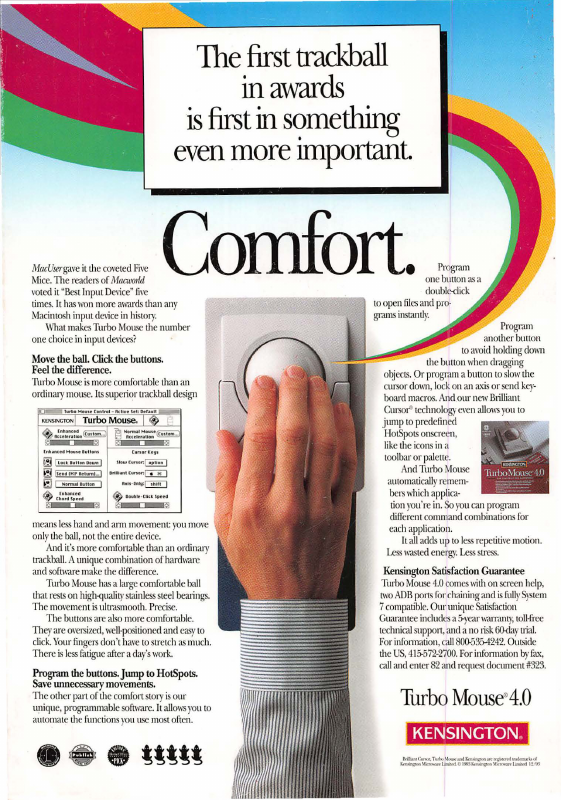 The first trackball
in awards
is first in something
even more important.
Comfort.
MacUser gave it the coveted Five
Mice. The readers of Macworld
voted it "Best Input Device" five
times. It has won more awards than any
Macintosh input device in history.
What makes Turbo Mouse the number
one choice in input devices?
Move the ball. Click the buttons.
Feel the difference.
Turbo Mouse is more comfortable than an
ordinary mouse. Its superior trackball design
Turbo Mouse Control - Active Set: Default
KENSINGTON Turbo Mouse.
Enhanced Acceleration Custom...
Normal Mouse Acceleration Custom...
Enhanced Mouse Buttons
Cursor Keys
Lock Button Down
Slow Cursor: option
Send ⌘W Return...
Brilliant Cursor: ⌘
Normal Button
Axis-Only: shift
Enhanced Chord Speed
Double-Click Speed
means less hand and arm movement: you move
only the ball, not the entire device.
And it's more comfortable than an ordinary
trackball. A unique combination of hardware
and software make the difference.
Turbo Mouse has a large comfortable ball
that rests on high-quality stainless steel bearings.
The movement is ultrasmooth. Precise.
The buttons are also more comfortable.
They are oversized, well-positioned and easy to
click. Your fingers don't have to stretch as much.
There is less fatigue after a day's work.
Program the buttons. Jump to HotSpots.
Save unnecessary movements.
The other part of the comfort story is our
unique, programmable software. It allows you to
automate the functions you use most often.
Program
one button as a
double-click
to open files and pro-
grams instantly.
Program
another button
to avoid holding down
the button when dragging
objects. Or program a button to slow the
cursor down, lock on an axis or send key-
board macros. And our new Brilliant
Cursor® technology even allows you to
jump to predefined
HotSpots onscreen,
like the icons in a
toolbar or palette.
And Turbo Mouse
automatically remem-
bers which applica-
tion you're in. So you can program
different command combinations for
each application.
It all adds up to less repetitive motion.
Less wasted energy. Less stress.
KENSINGTON
Turbo Mouse 4.0
Kensington Satisfaction Guarantee
Turbo Mouse 4.0 comes with on screen help,
two ADB ports for chaining and is fully System
7 compatible. Our unique Satisfaction
Guarantee includes a 5-year warranty, toll-free
technical support, and a no risk 60-day trial.
For information, call 800-535-4242. Outside
the US, 415-572-2700. For information by fax,
call and enter 82 and request document #323.
Turbo Mouse® 4.0
KENSINGTON®
Brilliant Cursor, Turbo Mouse and Kensington are registered trademarks of
Kensington Microware Limited. © 1993 Kensington Microware Limited 12/93